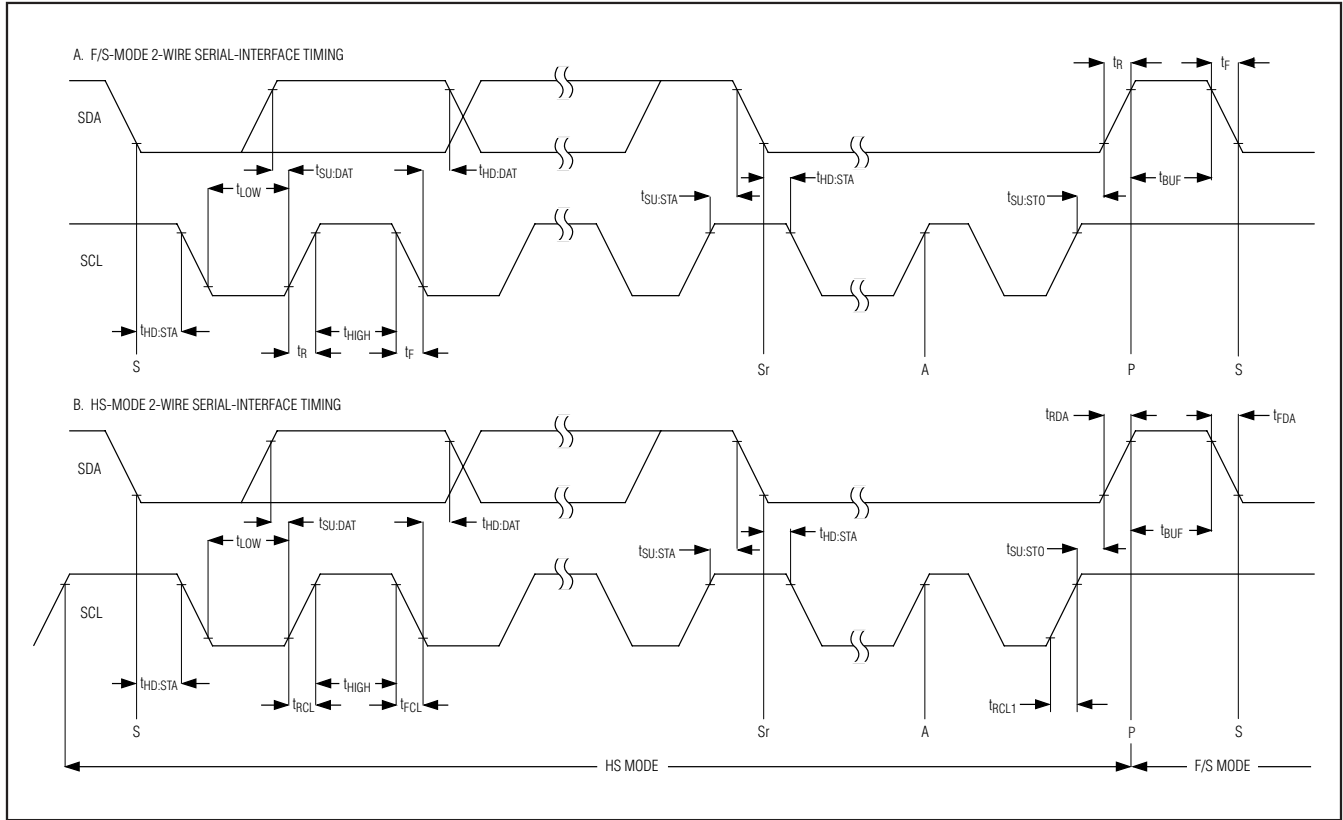 A. F/S-MODE 2-WIRE SERIAL-INTERFACE TIMING
tR
tF
SDA
tSU:DAT
tHD:DAT
tLOW
tHD:STA
tSU:STA
tSU:STO
tBUF
SCL
tHD:STA
tHIGH
tR
tF
S
Sr
A
P
S
B. HS-MODE 2-WIRE SERIAL-INTERFACE TIMING
tRDA
tFDA
SDA
tSU:DAT
tHD:DAT
tLOW
tHD:STA
tSU:STA
tSU:STO
tBUF
SCL
tHD:STA
tHIGH
tRCL
tFCL
tRCL1
S
Sr
A
P
S
HS MODE
F/S MODE